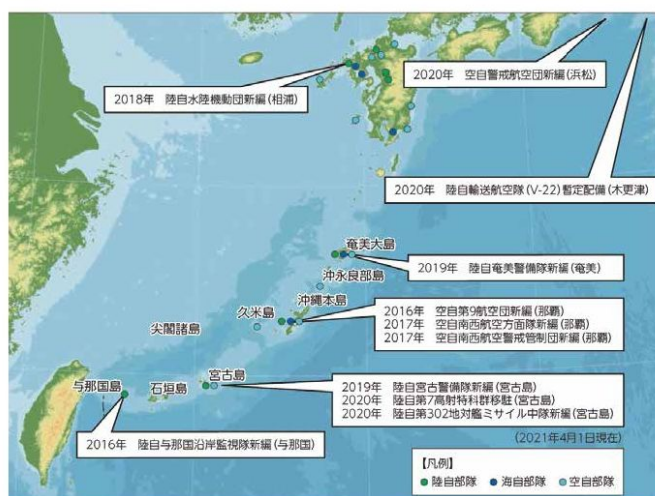 2020年　空自警戒航空団新編(浜松)
2018年　陸自水陸機動団新編(相浦)
2020年　陸自輸送航空隊(V-22)暫定配備(木更津)
奄美大島
2019年　陸自奄美警備隊新編(奄美)
沖永良部島
沖縄本島
久米島
尖閣諸島
2016年　空自第9航空団新編(那覇)
2017年　空自南西航空方面隊新編(那覇)
2017年　空自南西航空警戒管制団新編(那覇)
宮古島
与那国島
石垣島
2019年　陸自宮古警備隊新編(宮古島)
2020年　陸自第7高射特科群移駐(宮古島)
2020年　陸自第302地対艦ミサイル中隊新編(宮古島)
2016年　陸自与那国沿岸監視隊新編(与那国)
(2021年4月1日現在)
【凡例】
陸自部隊 海自部隊 空自部隊